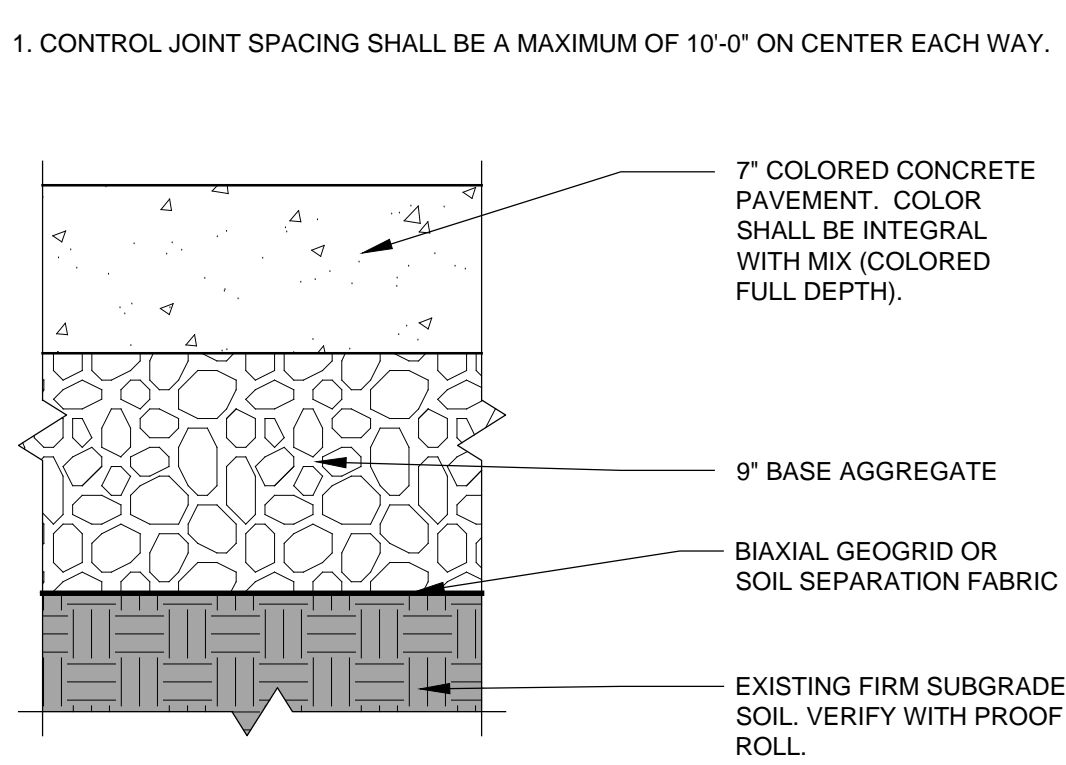 1. CONTROL JOINT SPACING SHALL BE A MAXIMUM OF 10'-0" ON CENTER EACH WAY.
7" COLORED CONCRETE
PAVEMENT. COLOR
SHALL BE INTEGRAL
WITH MIX (COLORED
FULL DEPTH).
9" BASE AGGREGATE
BIAXIAL GEOGRID OR
SOIL SEPARATION FABRIC
EXISTING FIRM SUBGRADE
SOIL. VERIFY WITH PROOF
ROLL.